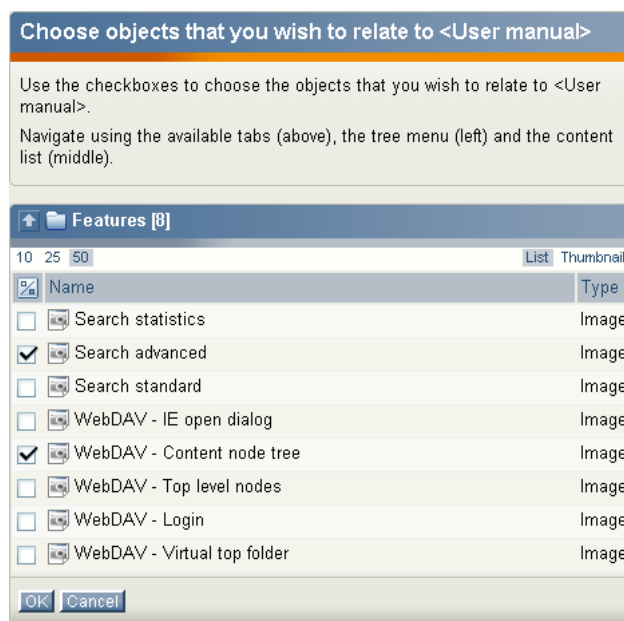 Choose objects that you wish to relate to <User manual>
Use the checkboxes to choose the objects that you wish to relate to <User
manual>.
Navigate using the available tabs (above), the tree menu (left) and the content
list (middle).
Features [8]
10 25 50 List Thumbnail
Name Type
Search statistics Image
Search advanced Image
Search standard Image
WebDAV - IE open dialog Image
WebDAV - Content node tree Image
WebDAV - Top level nodes Image
WebDAV - Login Image
WebDAV - Virtual top folder Image
OK Cancel